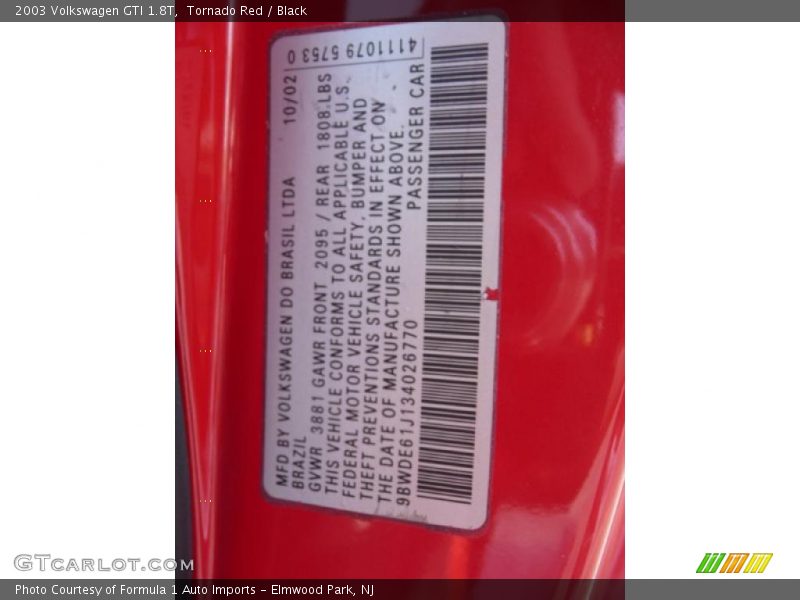 2003 Volkswagen GTI 1.8T,  Tornado Red / Black
4111079 5753 0
MFD BY VOLKSWAGEN DO BRASIL LTDA 10/02
BRAZIL
GVWR 3881 GAWR FRONT 2095 / REAR 1808.LBS
THIS VEHICLE CONFORMS TO ALL APPLICABLE U.S.
FEDERAL MOTOR VEHICLE SAFETY, BUMPER AND
THEFT PREVENTIONS STANDARDS IN EFFECT ON
THE DATE OF MANUFACTURE SHOWN ABOVE.
9BWDE61J134026770 PASSENGER CAR
GTcarlot.com
Photo Courtesy of Formula 1 Auto Imports - Elmwood Park, NJ